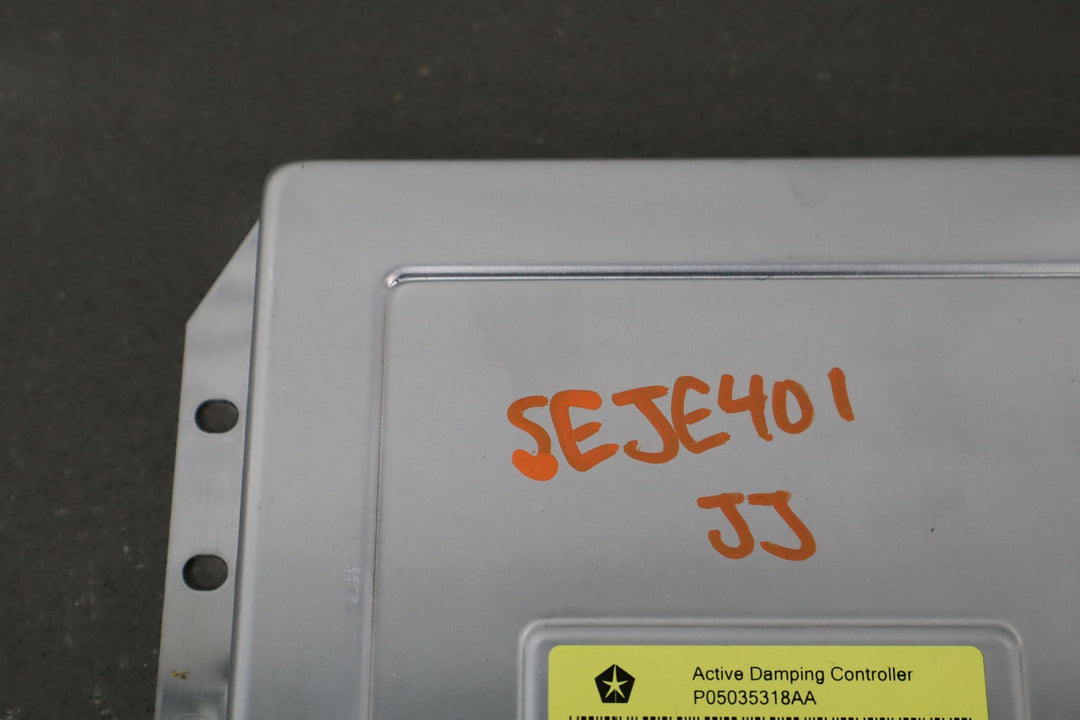 SEJE401
JJ
Active Damping Controller
P05035318AA